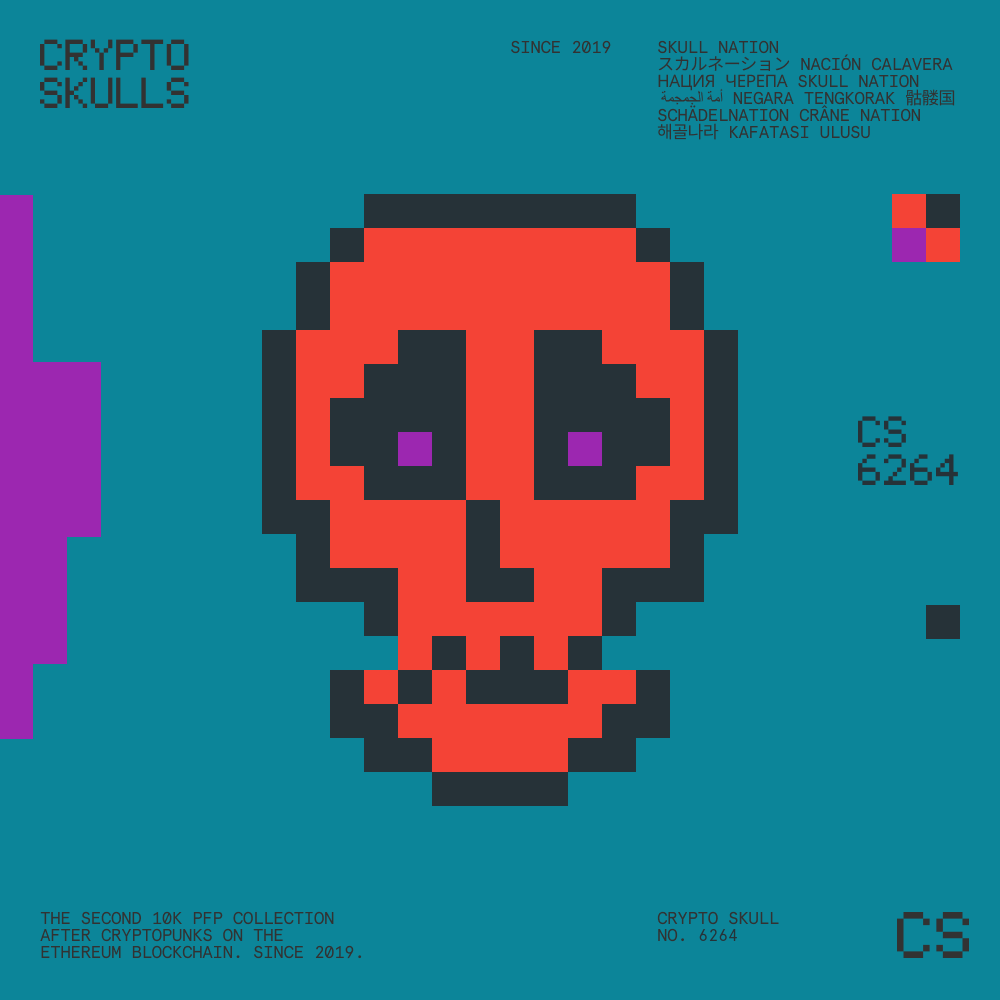 CRYPTO
SKULLS
SINCE 2019
SKULL NATION
スカルネーション NACIÓN CALAVERA
НАЦИЯ ЧЕРЕПА SKULL NATION
أمة الجمجمة NEGARA TENGKORAK 骷髅国
SCHÄDELNATION CRÂNE NATION
해골나라 KAFATASI ULUSU
CS
6264
THE SECOND 10K PFP COLLECTION
AFTER CRYPTOPUNKS ON THE
ETHEREUM BLOCKCHAIN. SINCE 2019.
CRYPTO SKULL
NO. 6264
CS